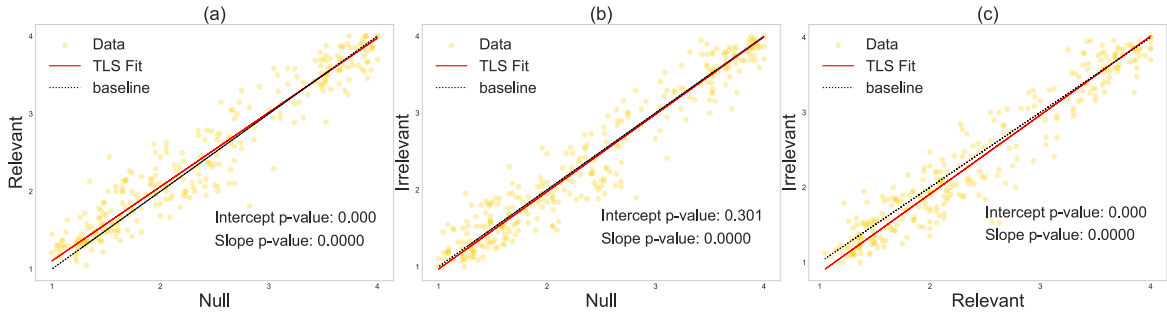 (a)
Data
TLS Fit
baseline
Intercept p-value: 0.000
Slope p-value: 0.0000
Relevant
4
3
2
1
1
2
3
4
Null
(b)
Data
TLS Fit
baseline
Intercept p-value: 0.301
Slope p-value: 0.0000
Irrelevant
4
3
2
1
1
2
3
4
Null
(c)
Data
TLS Fit
baseline
Intercept p-value: 0.000
Slope p-value: 0.0000
Irrelevant
4
3
2
1
1
2
3
4
Relevant